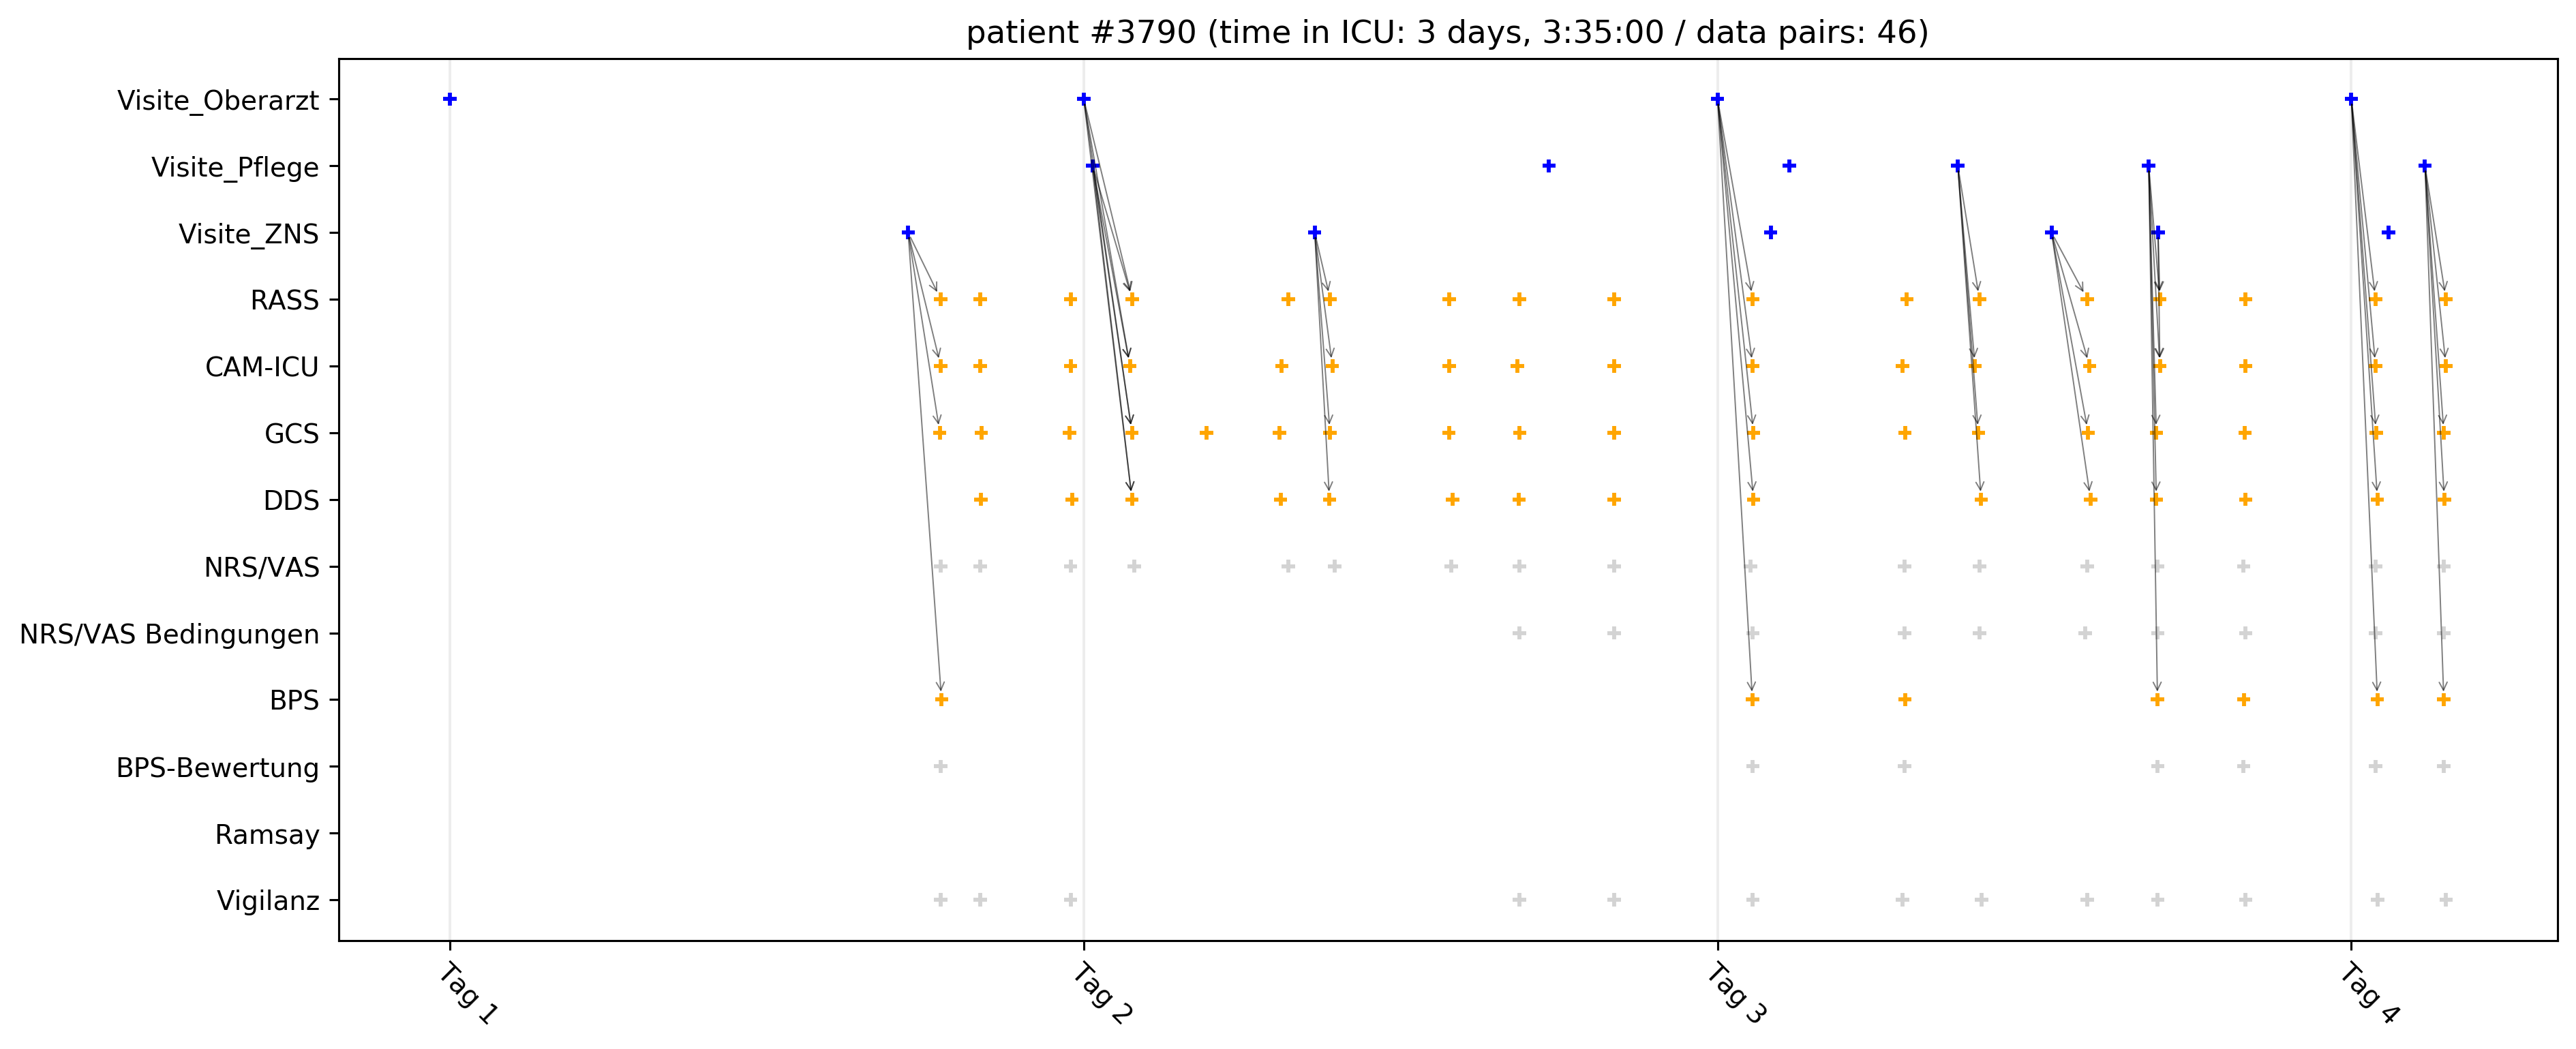 patient #3790 (time in ICU: 3 days, 3:35:00 / data pairs: 46)
Visite_Oberarzt
Visite_Pflege
Visite_ZNS
RASS
CAM-ICU
GCS
DDS
NRS/VAS
NRS/VAS Bedingungen
BPS
BPS-Bewertung
Ramsay
Vigilanz
Tag 1
Tag 2
Tag 3
Tag 4